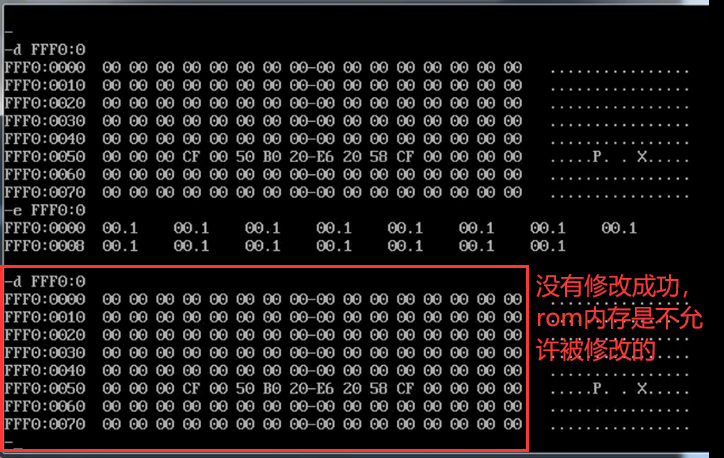 -
-d FFF0:0
FFF0:0000  00 00 00 00 00 00 00 00-00 00 00 00 00 00 00 00   ................
FFF0:0010  00 00 00 00 00 00 00 00-00 00 00 00 00 00 00 00   ................
FFF0:0020  00 00 00 00 00 00 00 00-00 00 00 00 00 00 00 00   ................
FFF0:0030  00 00 00 00 00 00 00 00-00 00 00 00 00 00 00 00   ................
FFF0:0040  00 00 00 00 00 00 00 00-00 00 00 00 00 00 00 00   ................
FFF0:0050  00 00 00 CF 00 50 B0 20-E6 20 58 CF 00 00 00 00   .....P. . X.....
FFF0:0060  00 00 00 00 00 00 00 00-00 00 00 00 00 00 00 00   ................
FFF0:0070  00 00 00 00 00 00 00 00-00 00 00 00 00 00 00 00   ................
-e FFF0:0
FFF0:0000  00.1   00.1   00.1   00.1   00.1   00.1   00.1   00.1
FFF0:0008  00.1   00.1   00.1   00.1   00.1   00.1   00.1
-d FFF0:0
FFF0:0000  00 00 00 00 00 00 00 00-00 00 00 00 00 00 00 00   ................
FFF0:0010  00 00 00 00 00 00 00 00-00 00 00 00 00 00 00 00   ................
FFF0:0020  00 00 00 00 00 00 00 00-00 00 00 00 00 00 00 00   ................
FFF0:0030  00 00 00 00 00 00 00 00-00 00 00 00 00 00 00 00   ................
FFF0:0040  00 00 00 00 00 00 00 00-00 00 00 00 00 00 00 00   ................
FFF0:0050  00 00 00 CF 00 50 B0 20-E6 20 58 CF 00 00 00 00   .....P. . X.....
FFF0:0060  00 00 00 00 00 00 00 00-00 00 00 00 00 00 00 00   ................
FFF0:0070  00 00 00 00 00 00 00 00-00 00 00 00 00 00 00 00   ................
-
没有修改成功，
rom内存是不允
许被修改的